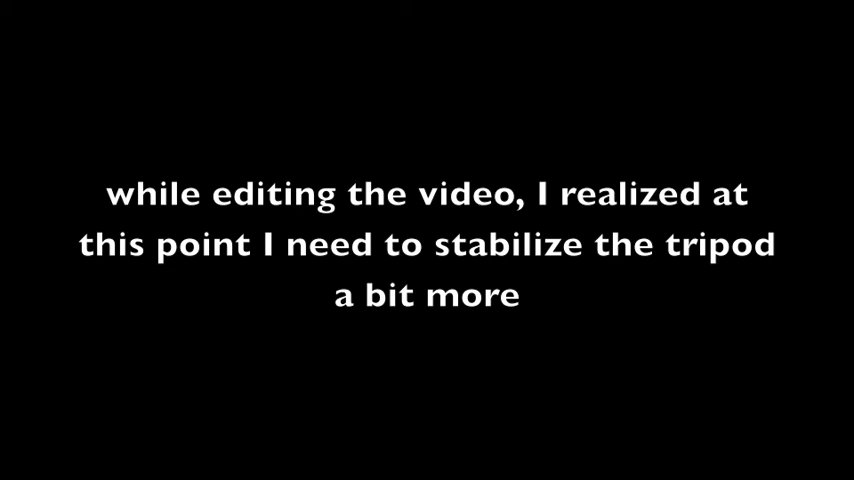 while editing the video, I realized at
this point I need to stabilize the tripod
a bit more